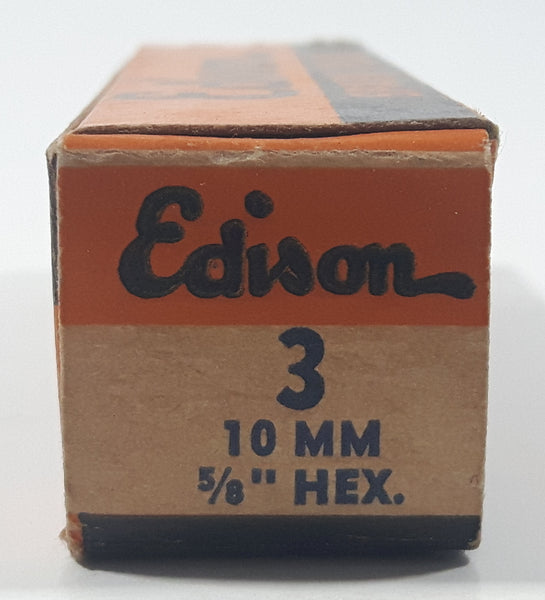 Edison
3
10 MM
5/8" HEX.